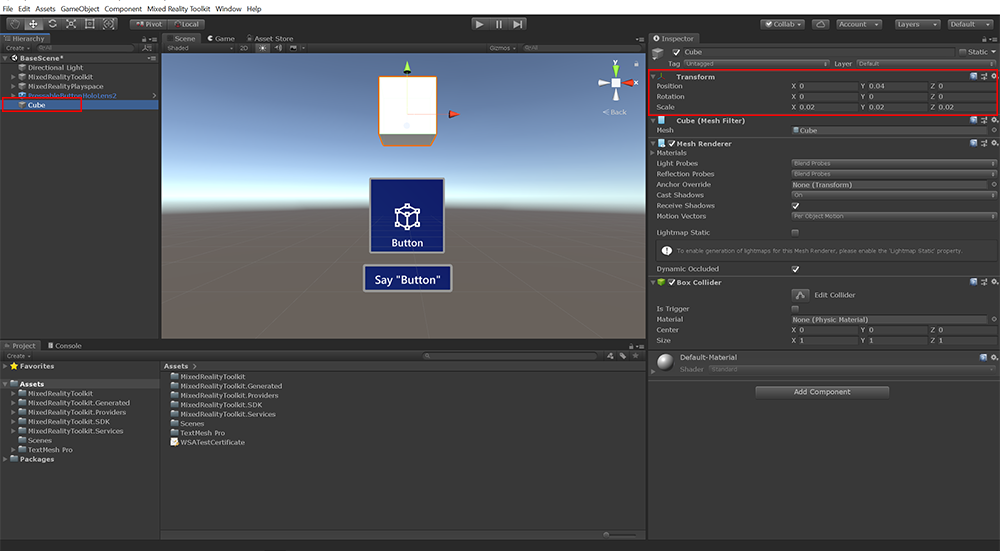 File Edit Assets GameObject Component Mixed Reality Toolkit Window Help
Pivot Local Collab Account Layers Default
Hierarchy
Create All
BaseScene*
Directional Light
MixedRealityToolkit
MixedRealityPlayspace
PressableButtonHoloLens2
Cube
Scene Game Asset Store
Shaded 2D Gizmos All
y
x
Back
Button
Say "Button"
Inspector
Cube Static
Tag Untagged Layer Default
Transform
Position X 0 Y 0.04 Z 0
Rotation X 0 Y 0 Z 0
Scale X 0.02 Y 0.02 Z 0.02
Cube (Mesh Filter)
Mesh Cube
Mesh Renderer
Materials
Light Probes Blend Probes
Reflection Probes Blend Probes
Anchor Override None (Transform)
Cast Shadows On
Receive Shadows
Motion Vectors Per Object Motion
Lightmap Static
To enable generation of lightmaps for this Mesh Renderer, please enable the 'Lightmap Static' property.
Dynamic Occluded
Box Collider
Edit Collider
Is Trigger
Material None (Physic Material)
Center X 0 Y 0 Z 0
Size X 1 Y 1 Z 1
Default-Material
Shader Standard
Add Component
Project Console
Create
Favorites
Assets
MixedRealityToolkit
MixedRealityToolkit.Generated
MixedRealityToolkit.Providers
MixedRealityToolkit.SDK
MixedRealityToolkit.Services
Scenes
TextMesh Pro
Packages
Assets
MixedRealityToolkit
MixedRealityToolkit.Generated
MixedRealityToolkit.Providers
MixedRealityToolkit.SDK
MixedRealityToolkit.Services
Scenes
TextMesh Pro
WSATestCertificate